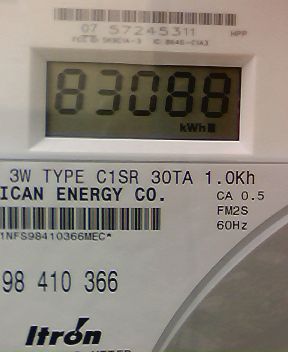 07 57245311
HPP
83088
kWh
3W TYPE C1SR 30TA 1.0Kh
ICAN ENERGY CO.
CA 0.5
FM2S
60Hz
1NFS98410366MEC*
98 410 366
Itron